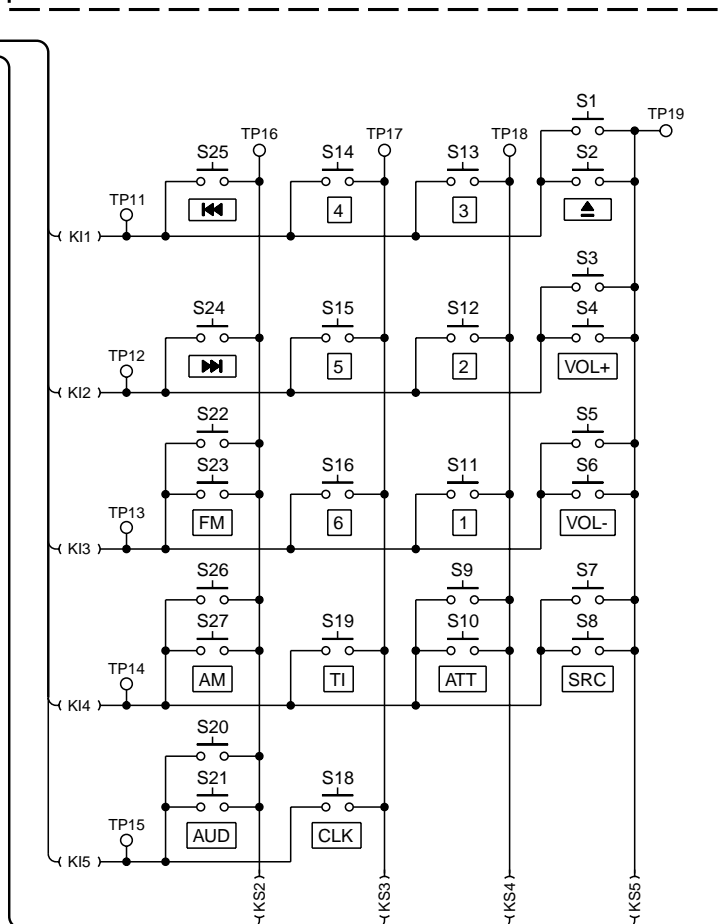 S1
TP16 TP17 TP18 TP19
S25 S14 S13 S2
TP11
4 3
KI1
S3
S24 S15 S12 S4
TP12
5 2 VOL+
KI2
S22 S5
S23 S16 S11 S6
TP13
FM 6 1 VOL-
KI3
S26 S9 S7
S27 S19 S10 S8
TP14
AM TI ATT SRC
KI4
S20
S21 S18
TP15
AUD CLK
KI5
KS2 KS3 KS4 KS5